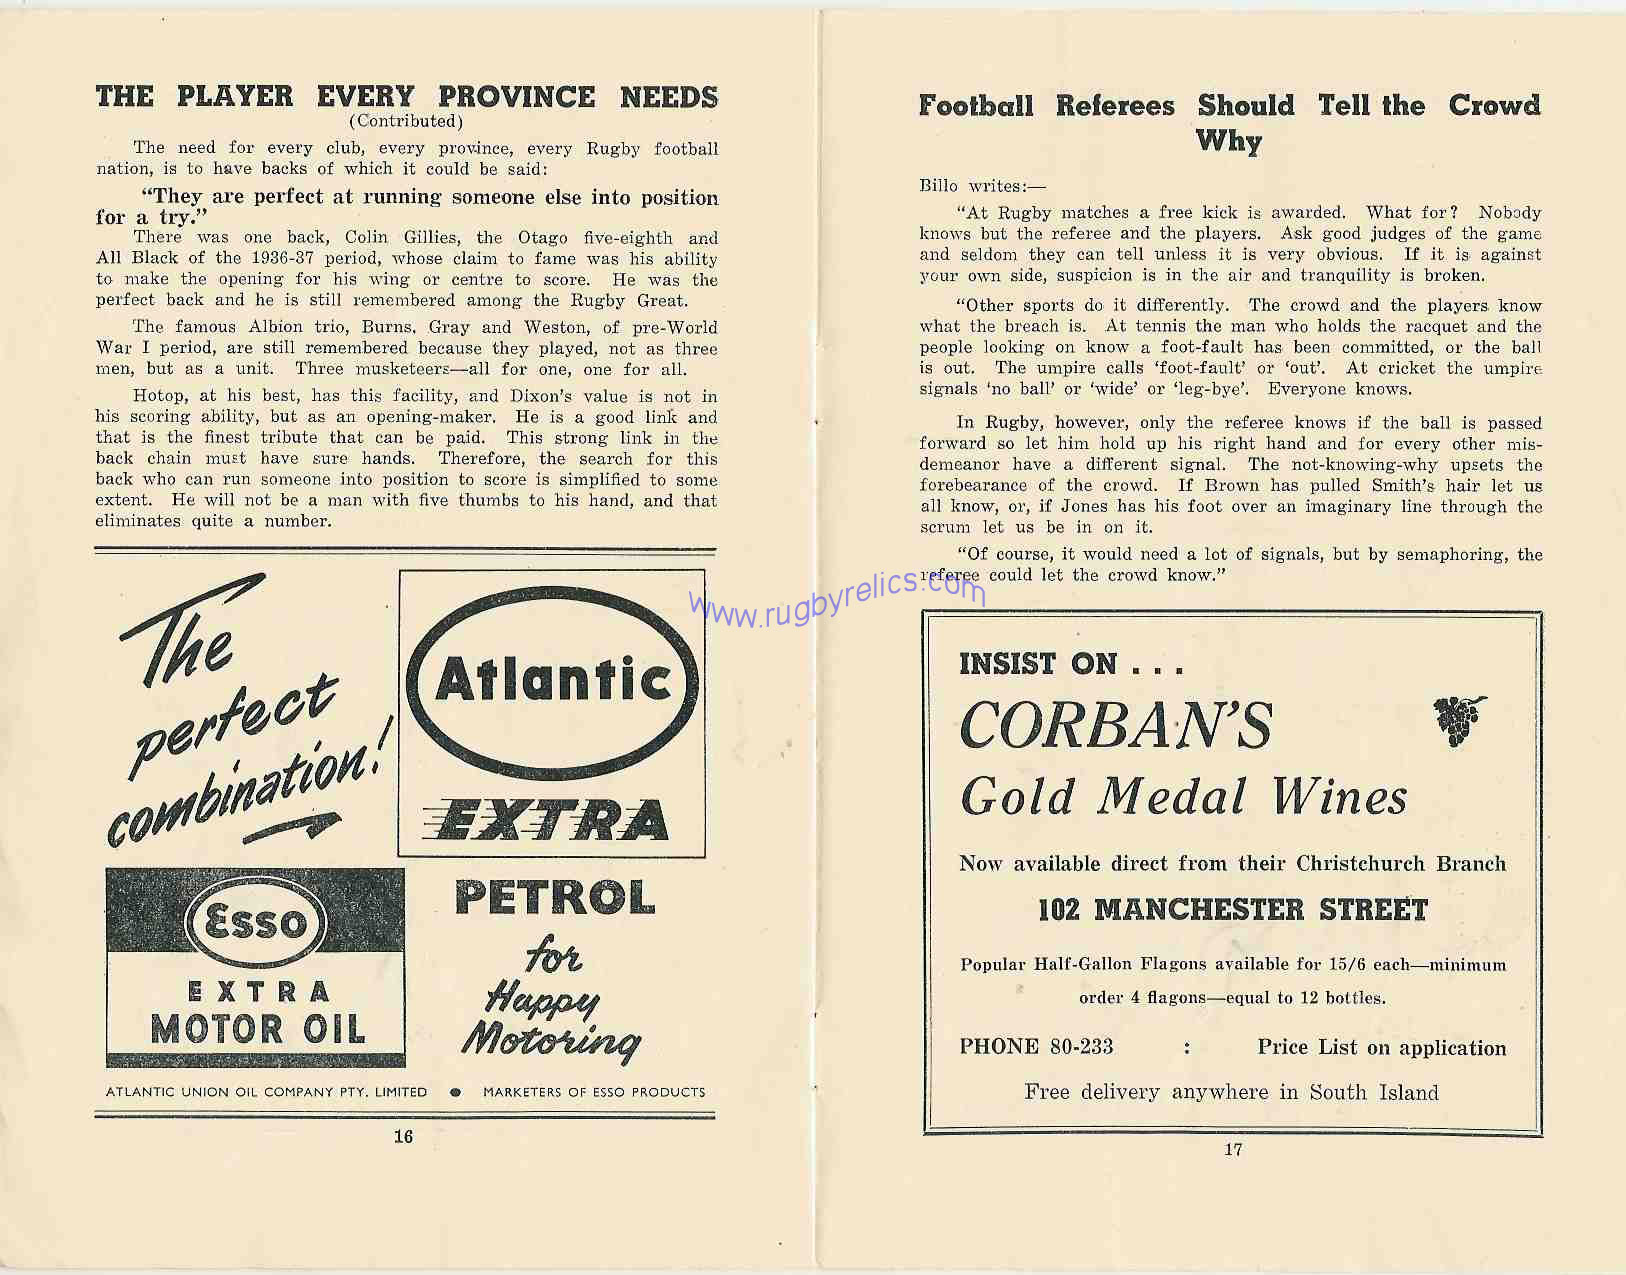 THE PLAYER EVERY PROVINCE NEEDS
(Contributed)
The need for every club, every province, every Rugby football
nation, is to have backs of which it could be said:
“They are perfect at running someone else into position
for a try.”
There was one back, Colin Gillies, the Otago five-eighth and
All Black of the 1936-37 period, whose claim to fame was his ability
to make the opening for his wing or centre to score. He was the
perfect back and he is still remembered among the Rugby Great.
The famous Albion trio, Burns, Gray and Weston, of pre-World
War I period, are still remembered because they played, not as three
men, but as a unit. Three musketeers—all for one, one for all.
Hotop, at his best, has this facility, and Dixon's value is not in
his scoring ability, but as an opening-maker. He is a good link and
that is the finest tribute that can be paid. This strong link in the
back chain must have sure hands. Therefore, the search for this
back who can run someone into position to score is simplified to some
extent. He will not be a man with five thumbs to his hand, and that
eliminates quite a number.
The
perfect
combination!
Atlantic
EXTRA
PETROL
for
Happy
Motoring
Esso
EXTRA
MOTOR OIL
ATLANTIC UNION OIL COMPANY PTY. LIMITED ● MARKETERS OF ESSO PRODUCTS
16
Football Referees Should Tell the Crowd
Why
Billo writes:—
“At Rugby matches a free kick is awarded. What for? Nobody
knows but the referee and the players. Ask good judges of the game
and seldom they can tell unless it is very obvious. If it is against
your own side, suspicion is in the air and tranquility is broken.
“Other sports do it differently. The crowd and the players know
what the breach is. At tennis the man who holds the racquet and the
people looking on know a foot-fault has been committed, or the ball
is out. The umpire calls ‘foot-fault’ or ‘out’. At cricket the umpire
signals ‘no ball’ or ‘wide’ or ‘leg-bye’. Everyone knows.
In Rugby, however, only the referee knows if the ball is passed
forward so let him hold up his right hand and for every other mis-
demeanor have a different signal. The not-knowing-why upsets the
forebearance of the crowd. If Brown has pulled Smith's hair let us
all know, or, if Jones has his foot over an imaginary line through the
scrum let us be in on it.
“Of course, it would need a lot of signals, but by semaphoring, the
referee could let the crowd know.”
www.rugbyrelics.com
INSIST ON . . .
CORBAN'S
Gold Medal Wines
Now available direct from their Christchurch Branch
102 MANCHESTER STREET
Popular Half-Gallon Flagons available for 15/6 each—minimum
order 4 flagons—equal to 12 bottles.
PHONE 80-233 : Price List on application
Free delivery anywhere in South Island
17